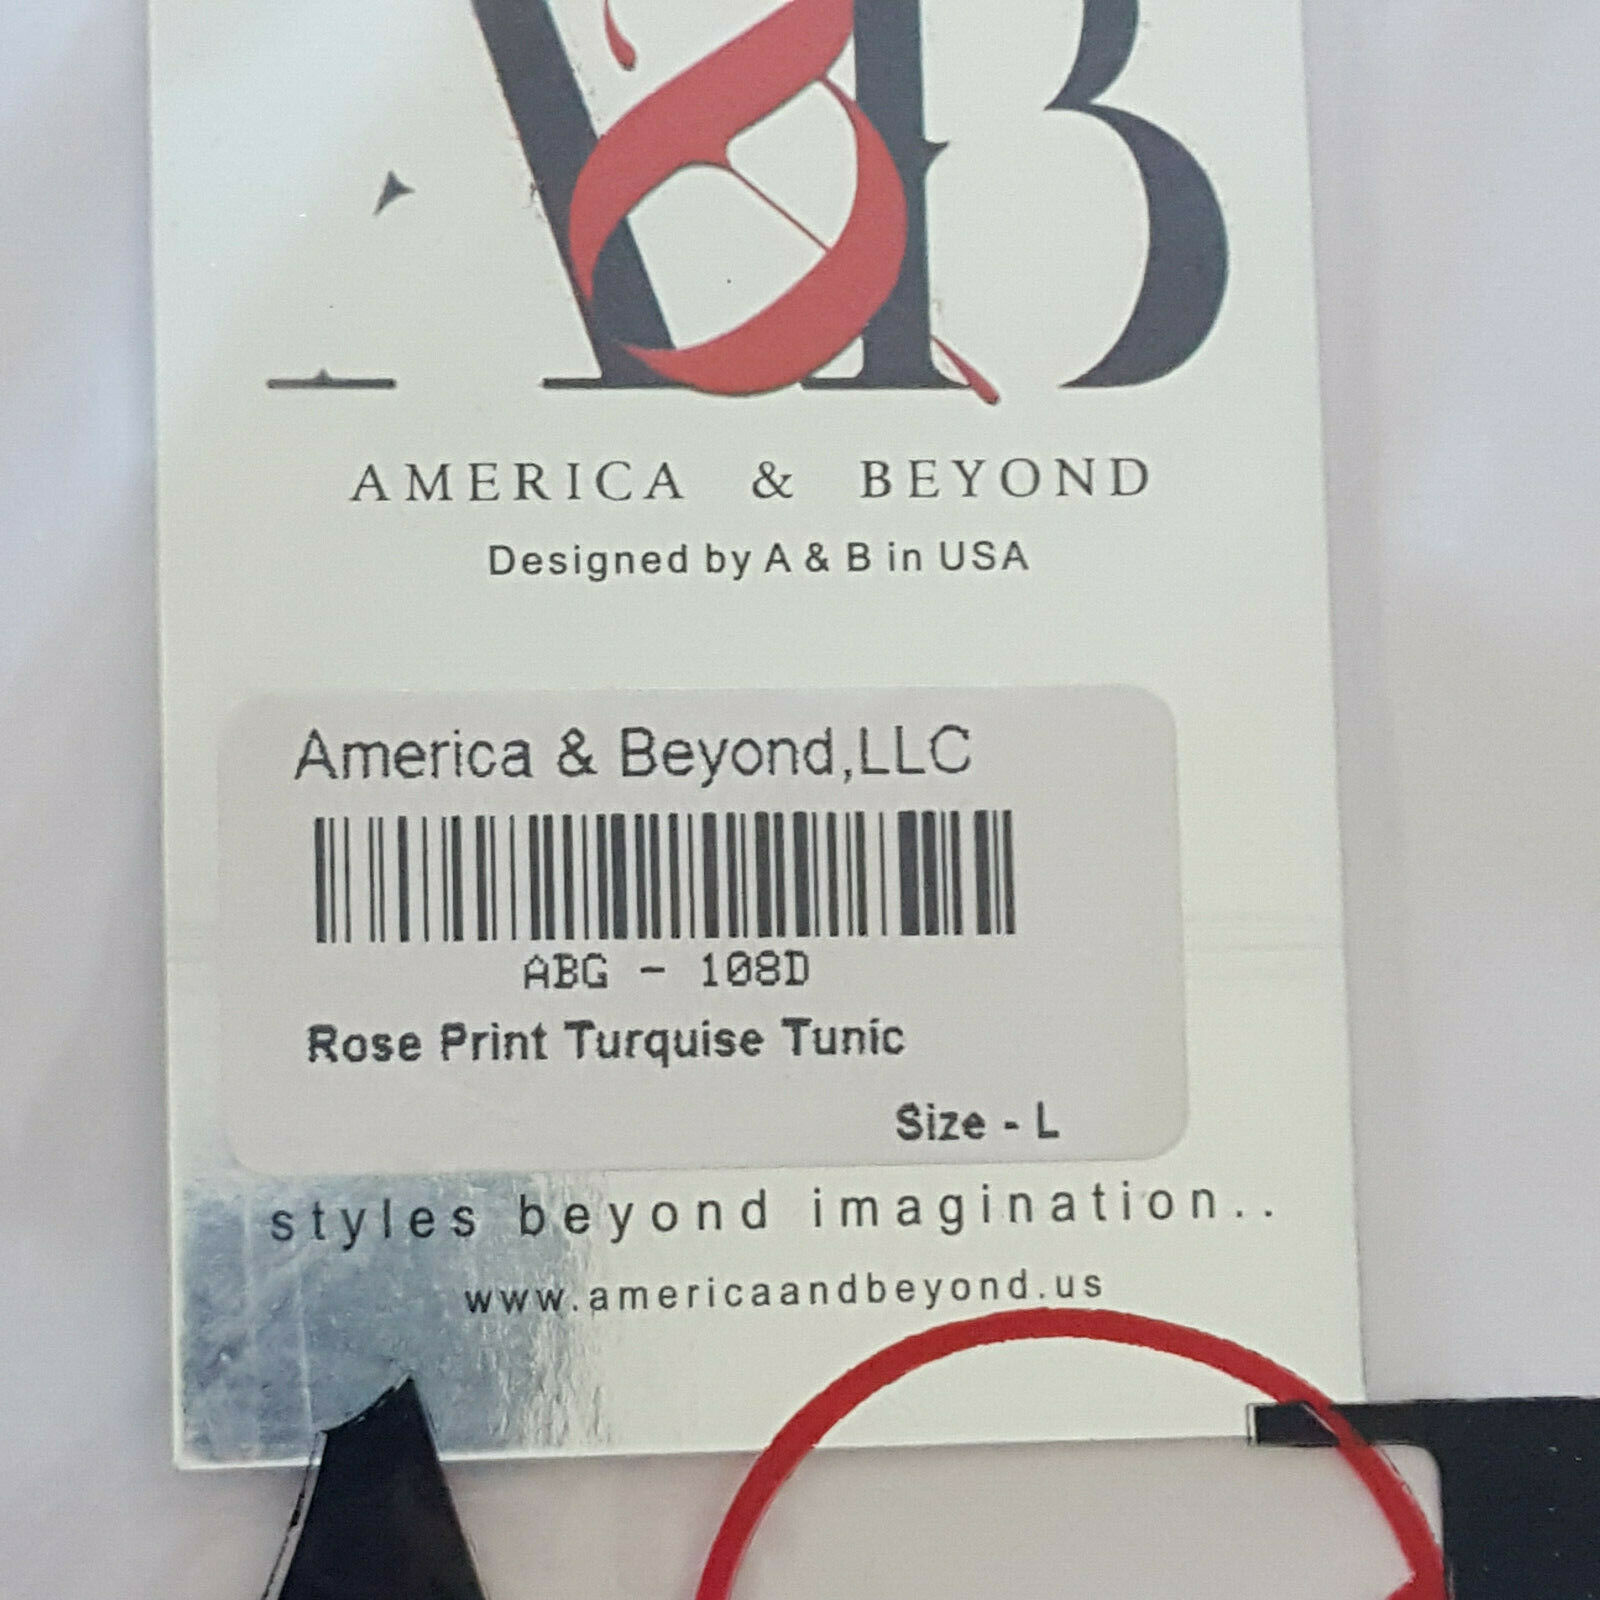 A&B
AMERICA & BEYOND
Designed by A & B in USA
America & Beyond,LLC
ABG - 108D
Rose Print Turquise Tunic
Size - L
styles beyond imagination..
www.americaandbeyond.us